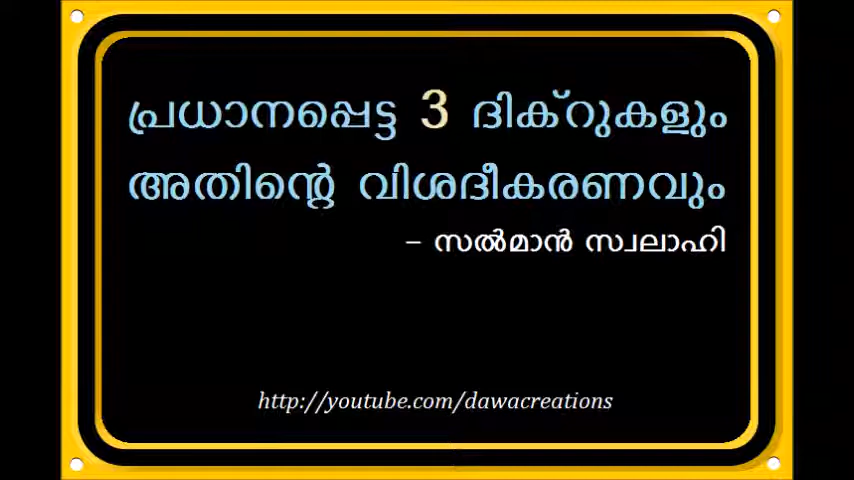 പ്രധാനപ്പെട്ട 3 ദിക്റുകളും
അതിന്റെ വിശദീകരണവും
– സൽമാൻ സ്വലാഹി
http://youtube.com/dawacreations